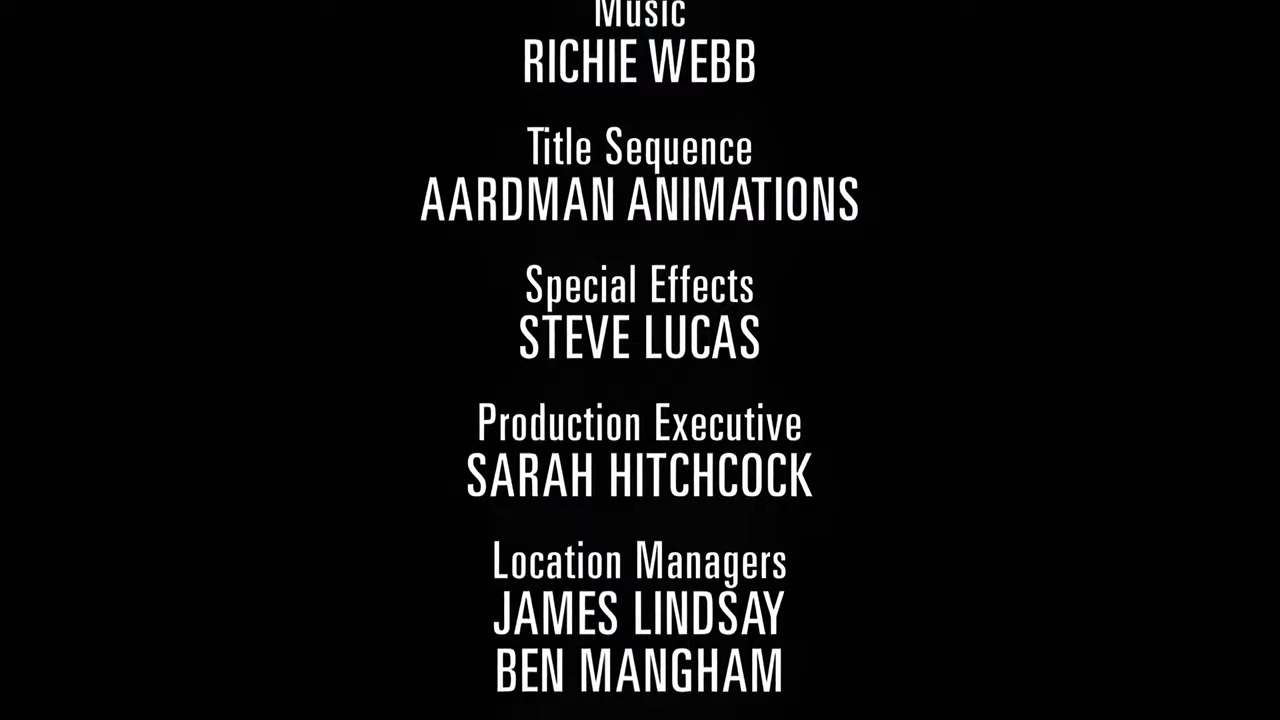 Music
RICHIE WEBB
Title Sequence
AARDMAN ANIMATIONS
Special Effects
STEVE LUCAS
Production Executive
SARAH HITCHCOCK
Location Managers
JAMES LINDSAY
BEN MANGHAM